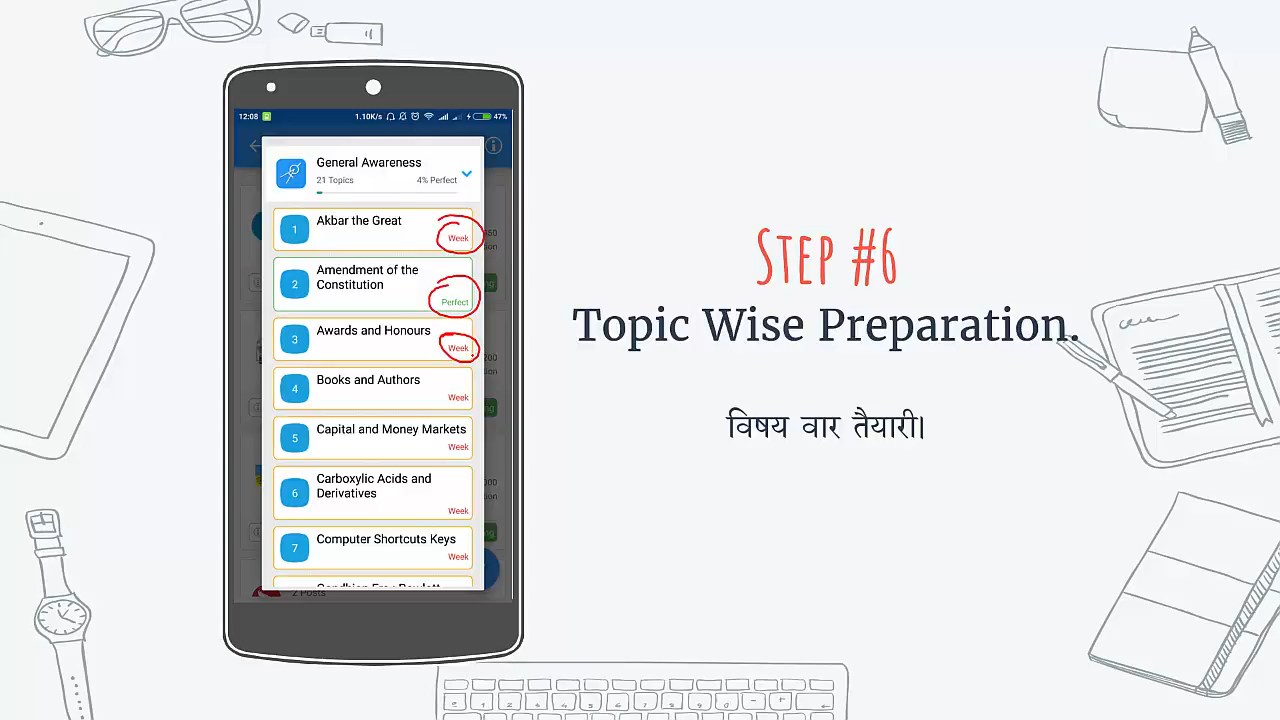 12:08 1.10K/s 47%
General Awareness
21 Topics 4% Perfect
1 Akbar the Great
Week
2 Amendment of the
Constitution
Perfect
3 Awards and Honours
Week
4 Books and Authors
Week
5 Capital and Money Markets
Week
6 Carboxylic Acids and
Derivatives
Week
7 Computer Shortcuts Keys
Week
2 Posts
STEP #6
Topic Wise Preparation.
विषय वार तैयारी।